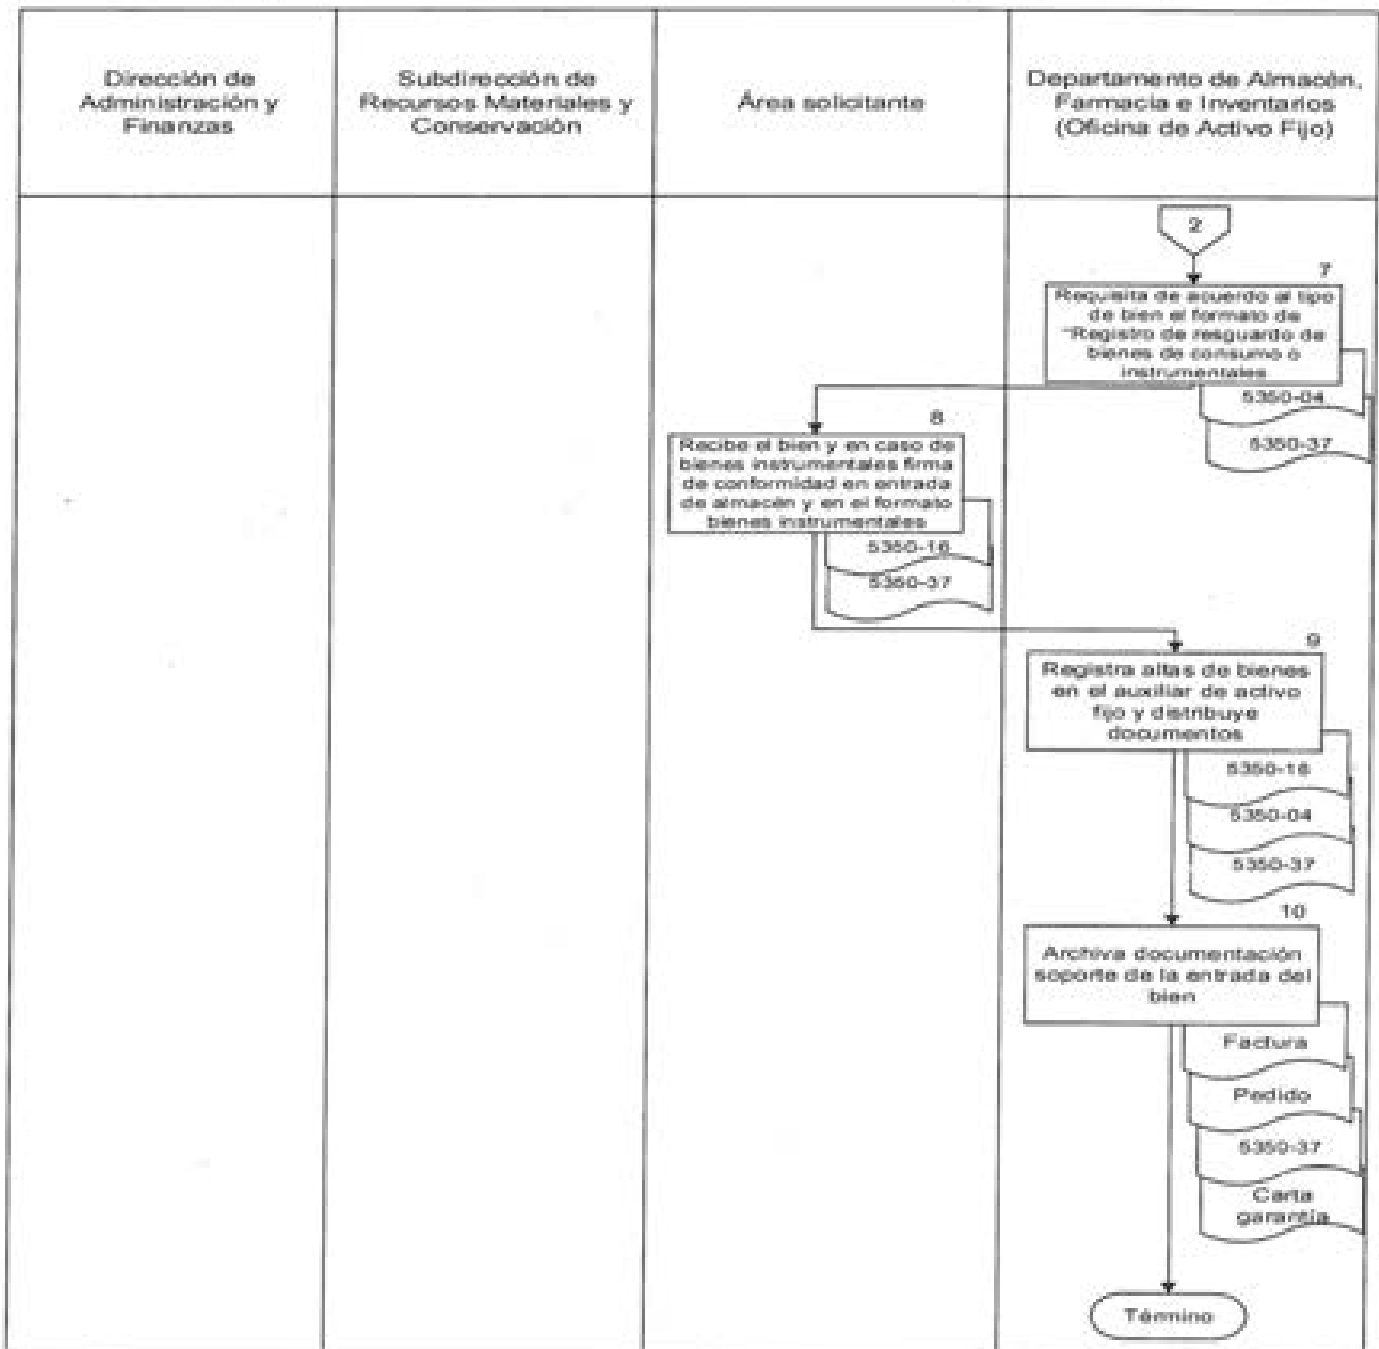 Dirección de
Administración y
Finanzas
Subdirección de
Recursos Materiales y
Conservación
Área solicitante
Departamento de Almacén,
Farmacia e Inventarios
(Oficina de Activo Fijo)
2
7
Requisita de acuerdo al tipo
de bien el formato de
"Registro de resguardo de
bienes de consumo o
instrumentales
5350-04
5350-37
8
Recibe el bien y en caso de
bienes instrumentales firma
de conformidad en entrada
de almacén y en el formato
bienes instrumentales
5350-16
5350-37
9
Registra altas de bienes
en el auxiliar de activo
fijo y distribuye
documentos
5350-16
5350-04
5350-37
10
Archiva documentación
soporte de la entrada del
bien
Factura
Pedido
5350-37
Carta
garantía
Término